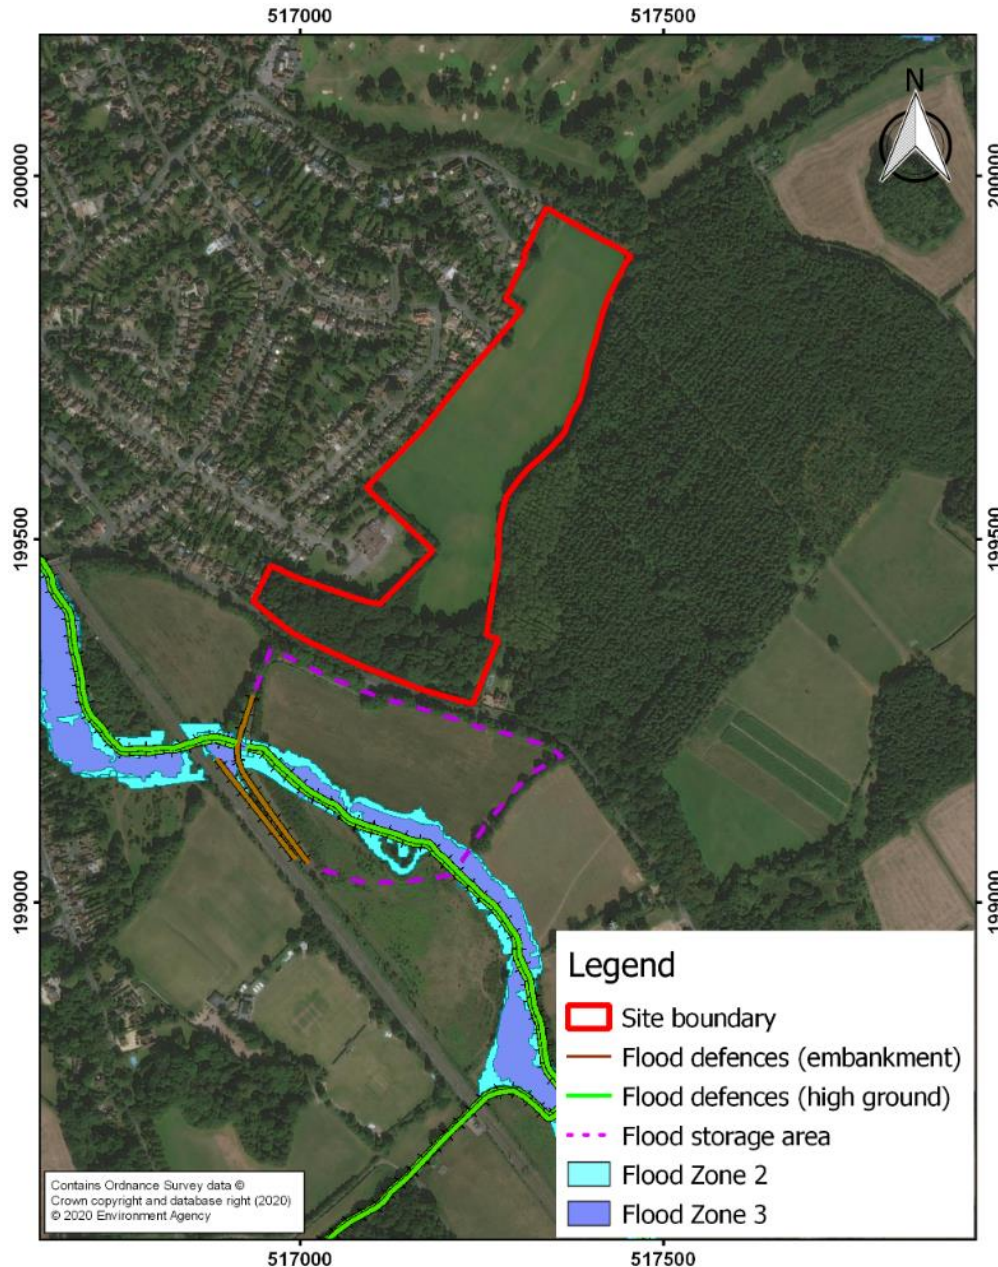 517000
517500
N
200000
200000
199500
199500
199000
199000
Legend
Site boundary
Flood defences (embankment)
Flood defences (high ground)
Flood storage area
Flood Zone 2
Flood Zone 3
Contains Ordnance Survey data ©
Crown copyright and database right (2020)
© 2020 Environment Agency
517000
517500